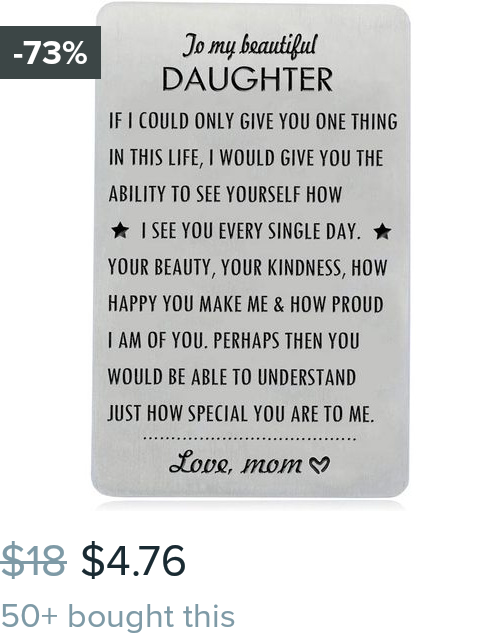 -73%
To my beautiful
DAUGHTER
IF I COULD ONLY GIVE YOU ONE THING
IN THIS LIFE, I WOULD GIVE YOU THE
ABILITY TO SEE YOURSELF HOW
★ I SEE YOU EVERY SINGLE DAY. ★
YOUR BEAUTY, YOUR KINDNESS, HOW
HAPPY YOU MAKE ME & HOW PROUD
I AM OF YOU. PERHAPS THEN YOU
WOULD BE ABLE TO UNDERSTAND
JUST HOW SPECIAL YOU ARE TO ME.
Love, mom ♡
$18 $4.76
50+ bought this